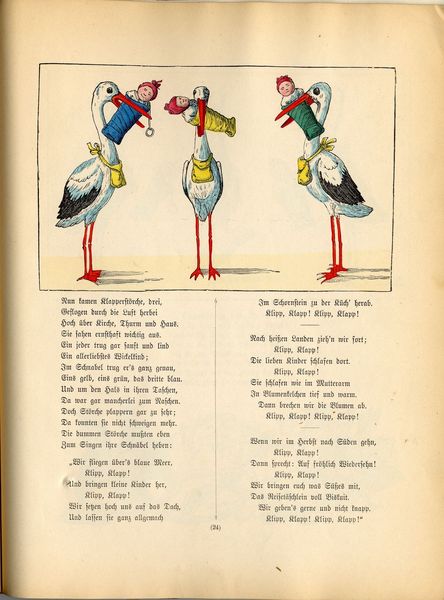 Nun kamen Klapperstörche, drei,
Geflogen durch die Luft herbei
Hoch über Kirche, Thurm und Haus.
Sie sahen ernsthaft wichtig aus.
Ein jeder trug gar sanft und lind
Ein allerliebstes Wickelkind;
Im Schnabel trug er's ganz genau,
Eins gelb, eins grün, das dritte blau.
Und um den Hals in ihren Taschen,
Da war gar mancherlei zum Naschen.
Doch Störche plappern gar zu sehr;
Da konnten sie nicht schweigen mehr.
Die dummen Störche mußten eben
Zum Singen ihre Schnäbel heben:
„Wir fliegen über's blaue Meer,
Klipp, Klapp!
Und bringen kleine Kinder her,
Klipp, Klapp!
Wir setzen hoch uns auf das Dach,
Und lassen sie ganz allgemach
Im Schornstein zu der Küch' herab.
Klipp, Klapp! Klipp, Klapp!
Nach heißen Landen zieh'n wir fort;
Klipp, Klapp!
Die lieben Kinder schlafen dort.
Klipp, Klapp!
Sie schlafen wie im Mutterarm
In Blumenkelchen tief und warm.
Dann brechen wir die Blumen ab.
Klipp, Klapp! Klipp, Klapp!
Wenn wir im Herbst nach Süden gehn,
Klipp, Klapp!
Dann sprecht: Auf fröhlich Wiedersehn!
Klipp, Klapp!
Wir bringen euch was Süßes mit,
Das Reisetäschlein voll Biskuit.
Wir geben's gerne und nicht knapp.
Klipp, Klapp! Klipp, Klapp!"
(24)